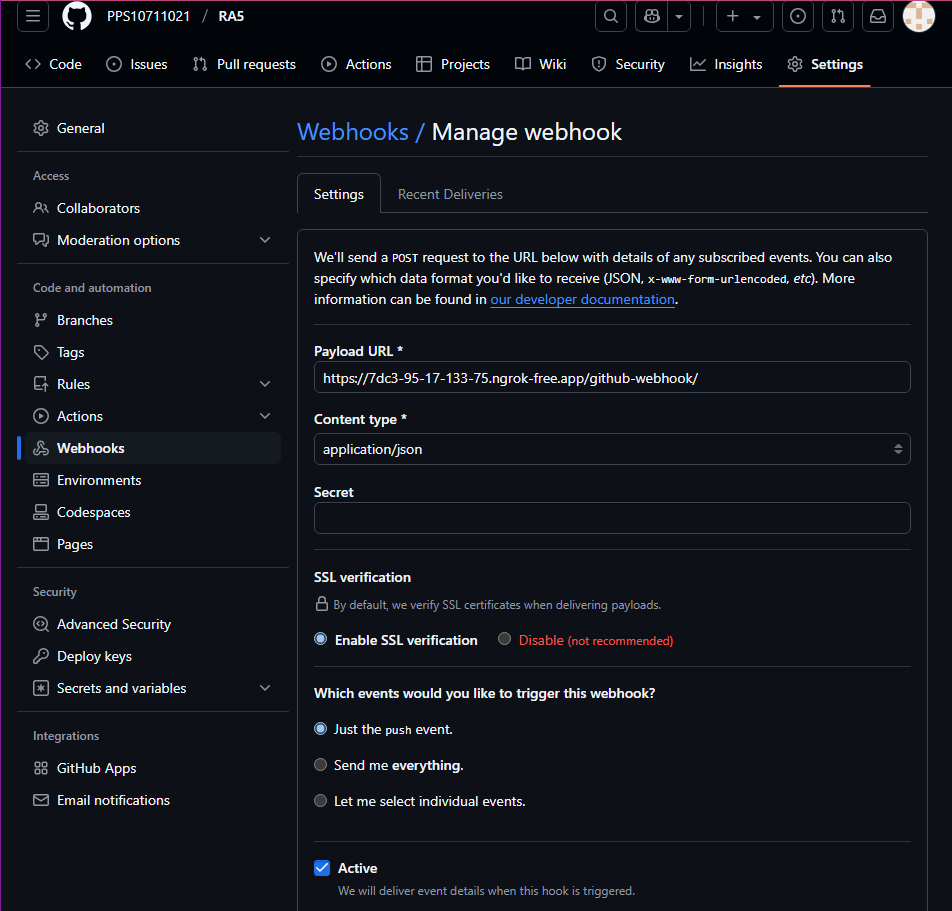 PPS10711021 / RA5
Code Issues Pull requests Actions Projects Wiki Security Insights Settings
General
Access
Collaborators
Moderation options
Code and automation
Branches
Tags
Rules
Actions
Webhooks
Environments
Codespaces
Pages
Security
Advanced Security
Deploy keys
Secrets and variables
Integrations
GitHub Apps
Email notifications
Webhooks / Manage webhook
Settings Recent Deliveries
We'll send a POST request to the URL below with details of any subscribed events. You can also
specify which data format you'd like to receive (JSON, x-www-form-urlencoded, etc). More
information can be found in our developer documentation.
Payload URL *
https://7dc3-95-17-133-75.ngrok-free.app/github-webhook/
Content type *
application/json
Secret
SSL verification
By default, we verify SSL certificates when delivering payloads.
Enable SSL verification Disable (not recommended)
Which events would you like to trigger this webhook?
Just the push event.
Send me everything.
Let me select individual events.
Active
We will deliver event details when this hook is triggered.